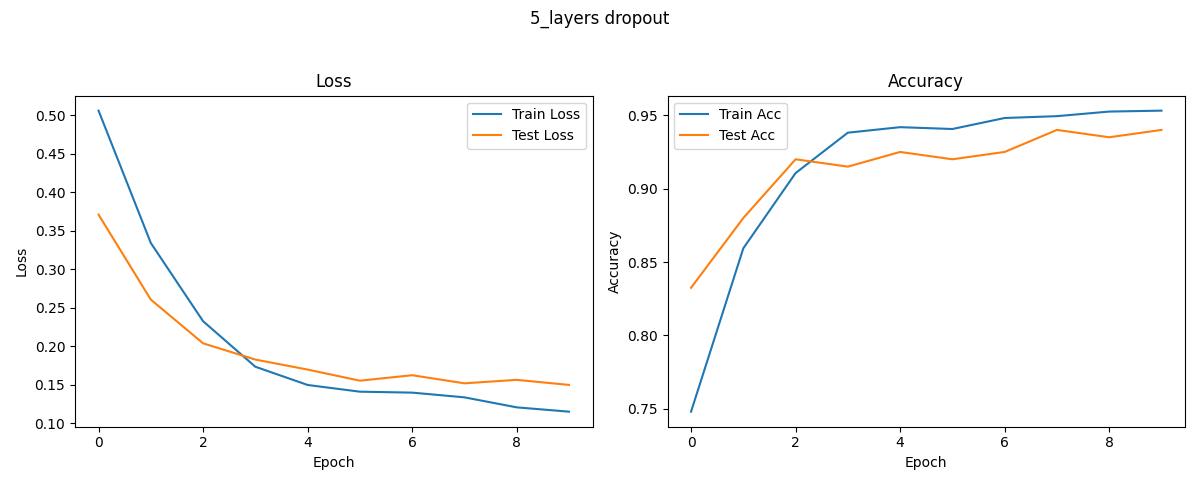 5_layers dropout
Loss
Train Loss
Test Loss
0.50
0.45
0.40
0.35
0.30
0.25
0.20
0.15
0.10
Loss
0 2 4 6 8
Epoch
Accuracy
Train Acc
Test Acc
0.95
0.90
0.85
0.80
0.75
Accuracy
0 2 4 6 8
Epoch